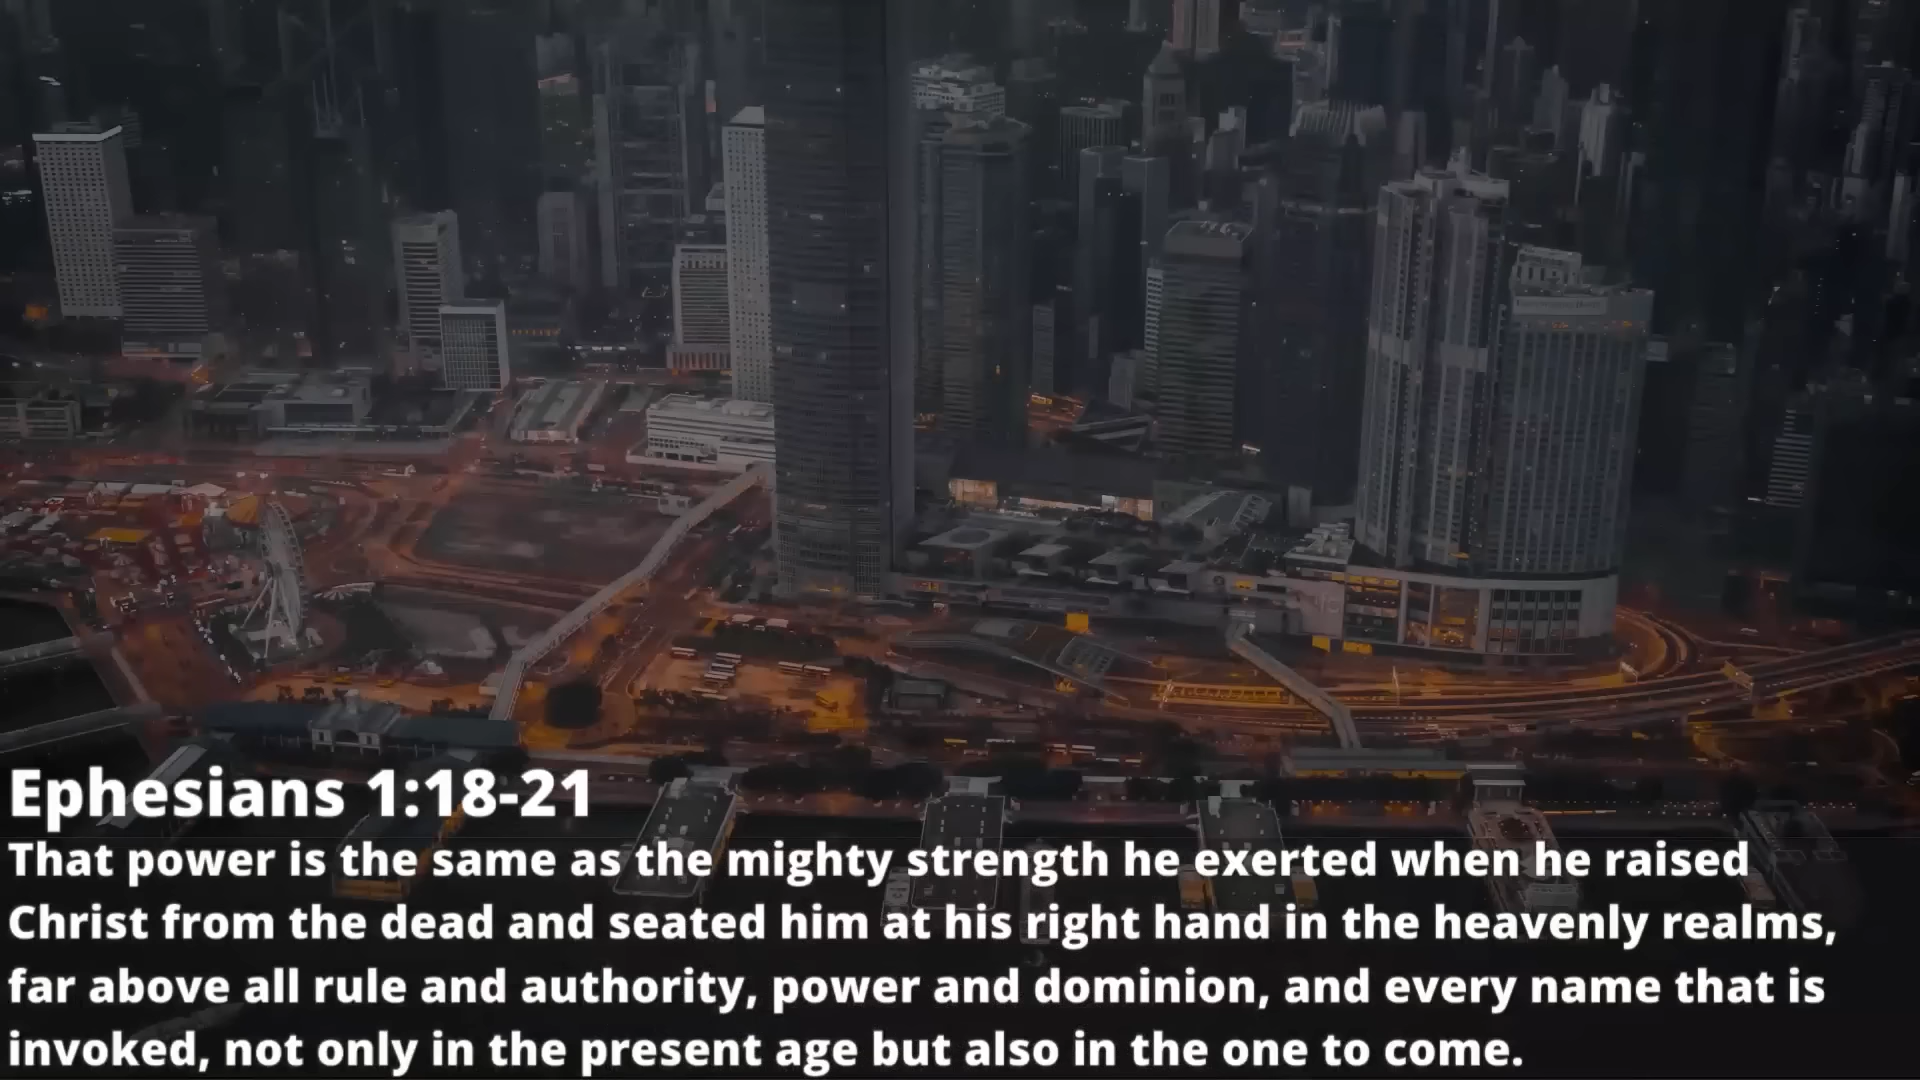 Ephesians 1:18-21
That power is the same as the mighty strength he exerted when he raised
Christ from the dead and seated him at his right hand in the heavenly realms,
far above all rule and authority, power and dominion, and every name that is
invoked, not only in the present age but also in the one to come.